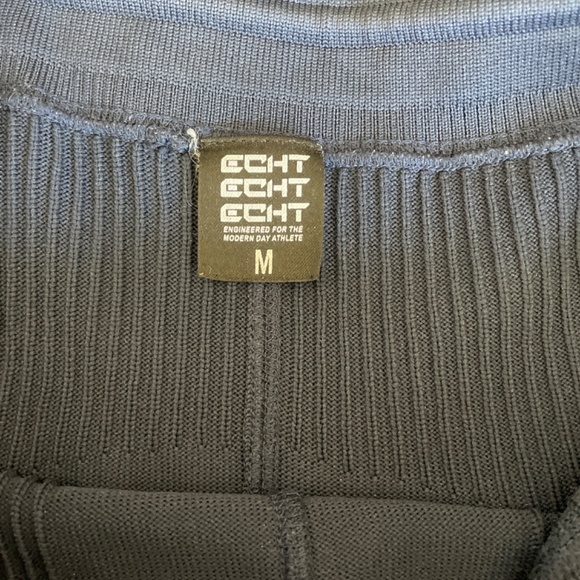 ECHT
ECHT
ECHT
ENGINEERED FOR THE
MODERN DAY ATHLETE
M